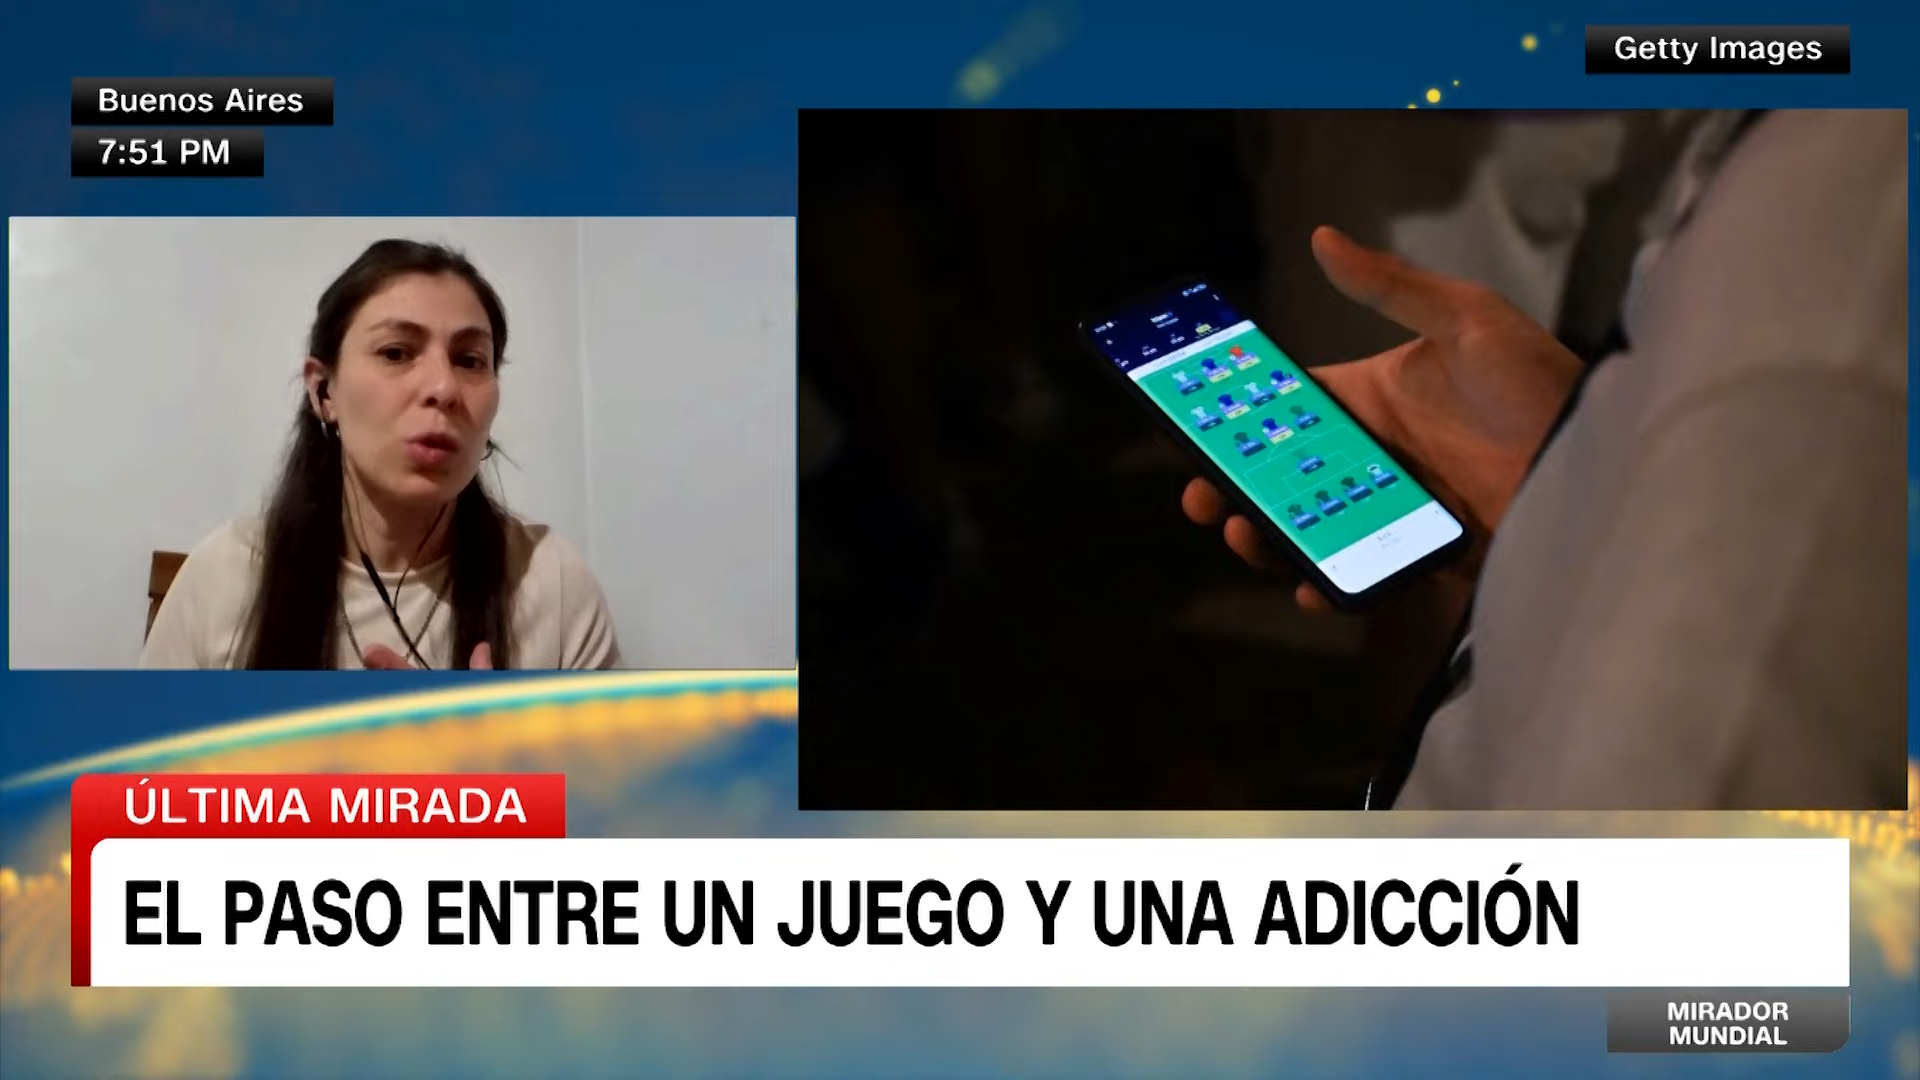 Getty Images
Buenos Aires
7:51 PM
ÚLTIMA MIRADA
EL PASO ENTRE UN JUEGO Y UNA ADICCIÓN
MIRADOR
MUNDIAL